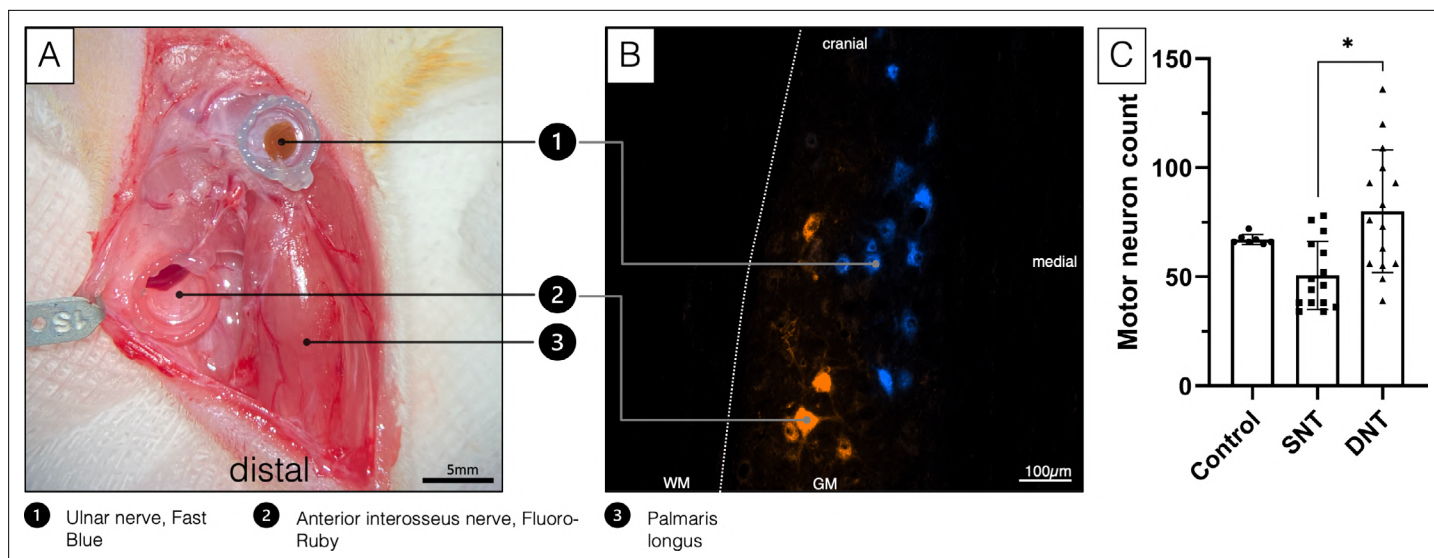 A
distal
5mm
1
2
3
B
cranial
medial
WM
GM
100µm
C
*
Motor neuron count
150
100
50
0
Control
SNT
DNT
1 Ulnar nerve, Fast
Blue
2 Anterior interosseus nerve, Fluoro-
Ruby
3 Palmaris
longus